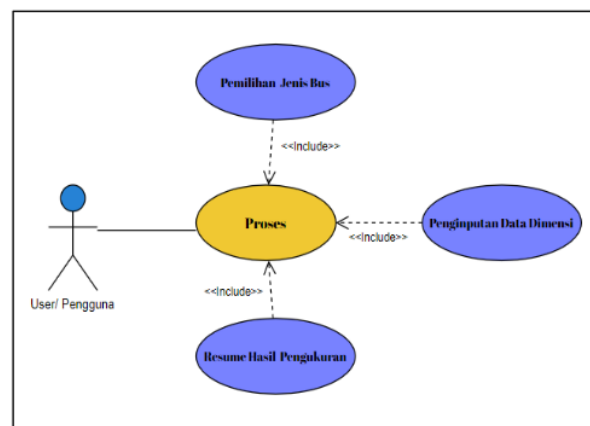 Pemilihan Jenis Bus
<<Include>>
Proses
Penginputan Data Dimensi
<<Include>>
<<Include>>
User/ Pengguna
Resume Hasil Pengukuran